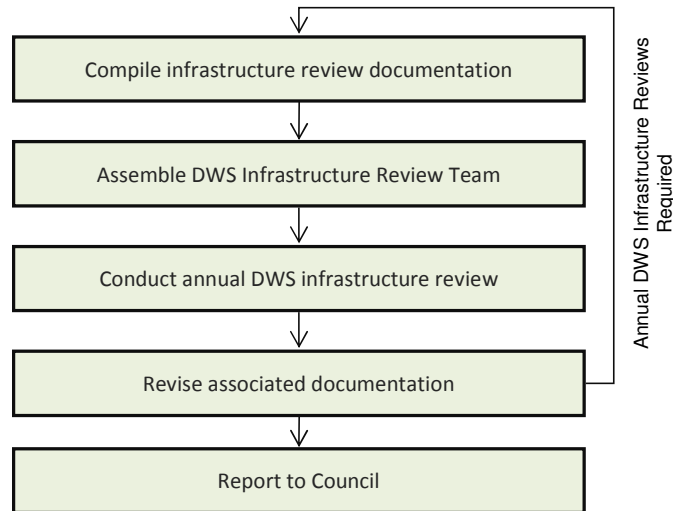 Compile infrastructure review documentation
Assemble DWS Infrastructure Review Team
Conduct annual DWS infrastructure review
Revise associated documentation
Report to Council
Annual DWS Infrastructure Reviews
Required